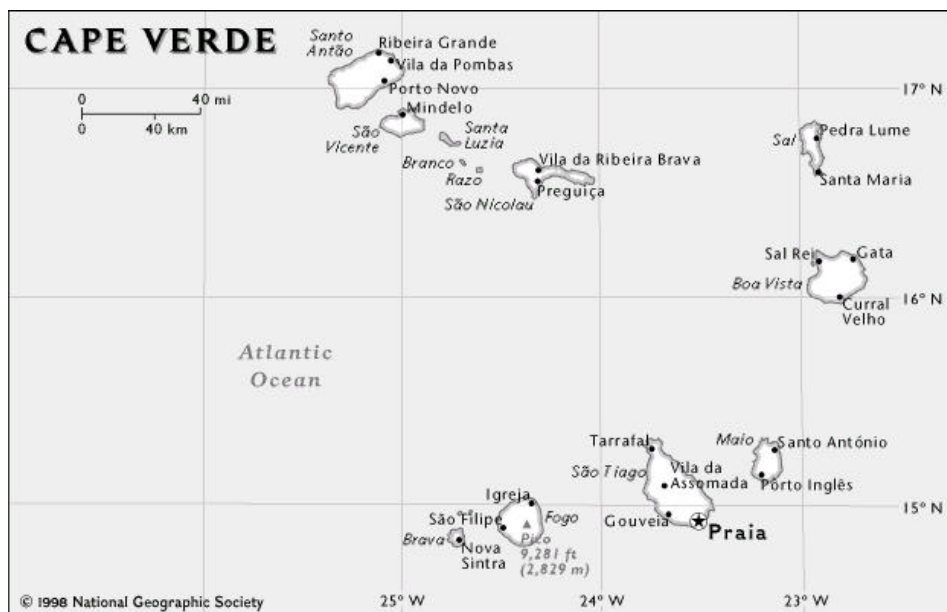 CAPE VERDE
Santo
Antão
Ribeira Grande
Vila da Pombas
Porto Novo
Mindelo
0 40 mi
0 40 km
17° N
São
Vicente
Santa
Luzia
Branco
Razo
Vila da Ribeira Brava
Preguiça
São Nicolau
Sal
Pedra Lume
Santa Maria
Sal Rei
Gata
Boa Vista
16° N
Curral
Velho
Atlantic
Ocean
Tarrafal
Maio
Santo António
São Tiago
Vila da
Assomada
Porto Inglês
Igreja
15° N
São Filipe
Fogo
Gouveia
Praia
Brava
Nova
Sintra
Pico
9,281 ft
(2,829 m)
© 1998 National Geographic Society
25° W
24° W
23° W